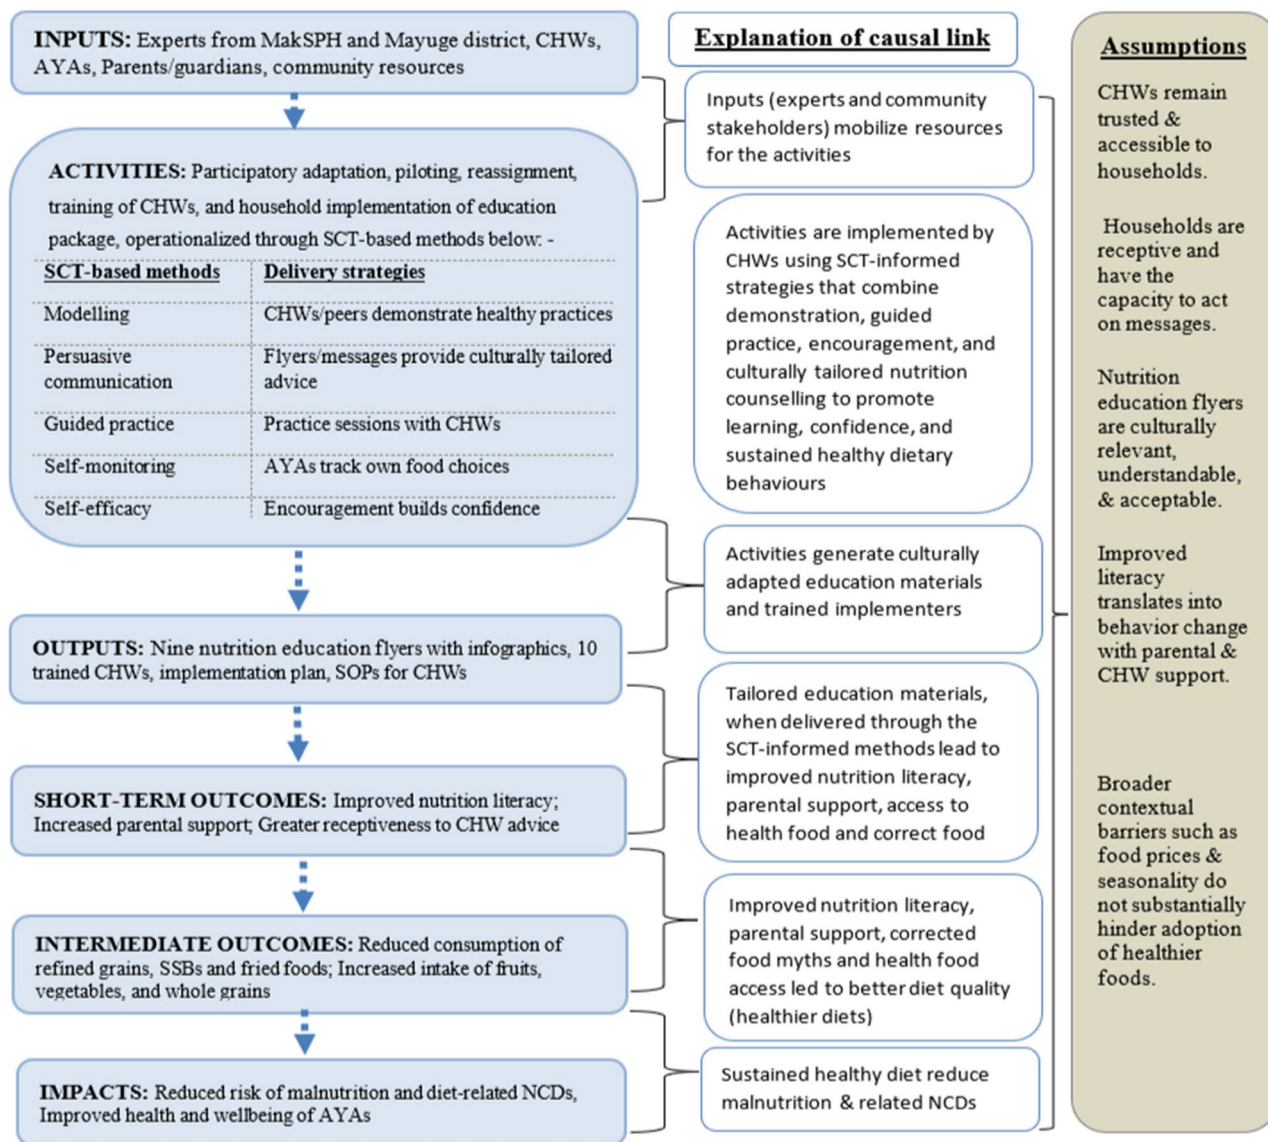 INPUTS: Experts from MakSPH and Mayuge district, CHWs,
AYAs, Parents/guardians, community resources
ACTIVITIES: Participatory adaptation, piloting, reassignment,
training of CHWs, and household implementation of education
package, operationalized through SCT-based methods below: -
SCT-based methods Delivery strategies
Modelling CHWs/peers demonstrate healthy practices
Persuasive Flyers/messages provide culturally tailored
communication advice
Guided practice Practice sessions with CHWs
Self-monitoring AYAs track own food choices
Self-efficacy Encouragement builds confidence
OUTPUTS: Nine nutrition education flyers with infographics, 10
trained CHWs, implementation plan, SOPs for CHWs
SHORT-TERM OUTCOMES: Improved nutrition literacy;
Increased parental support; Greater receptiveness to CHW advice
INTERMEDIATE OUTCOMES: Reduced consumption of
refined grains, SSBs and fried foods; Increased intake of fruits,
vegetables, and whole grains
IMPACTS: Reduced risk of malnutrition and diet-related NCDs,
Improved health and wellbeing of AYAs
Explanation of causal link
Inputs (experts and community
stakeholders) mobilize resources
for the activities
Activities are implemented by
CHWs using SCT-informed
strategies that combine
demonstration, guided
practice, encouragement, and
culturally tailored nutrition
counselling to promote
learning, confidence, and
sustained healthy dietary
behaviours
Activities generate culturally
adapted education materials
and trained implementers
Tailored education materials,
when delivered through the
SCT-informed methods lead to
improved nutrition literacy,
parental support, access to
health food and correct food
Improved nutrition literacy,
parental support, corrected
food myths and health food
access led to better diet quality
(healthier diets)
Sustained healthy diet reduce
malnutrition & related NCDs
Assumptions
CHWs remain
trusted &
accessible to
households.
Households are
receptive and
have the
capacity to act
on messages.
Nutrition
education flyers
are culturally
relevant,
understandable,
& acceptable.
Improved
literacy
translates into
behavior change
with parental &
CHW support.
Broader
contextual
barriers such as
food prices &
seasonality do
not substantially
hinder adoption
of healthier
foods.